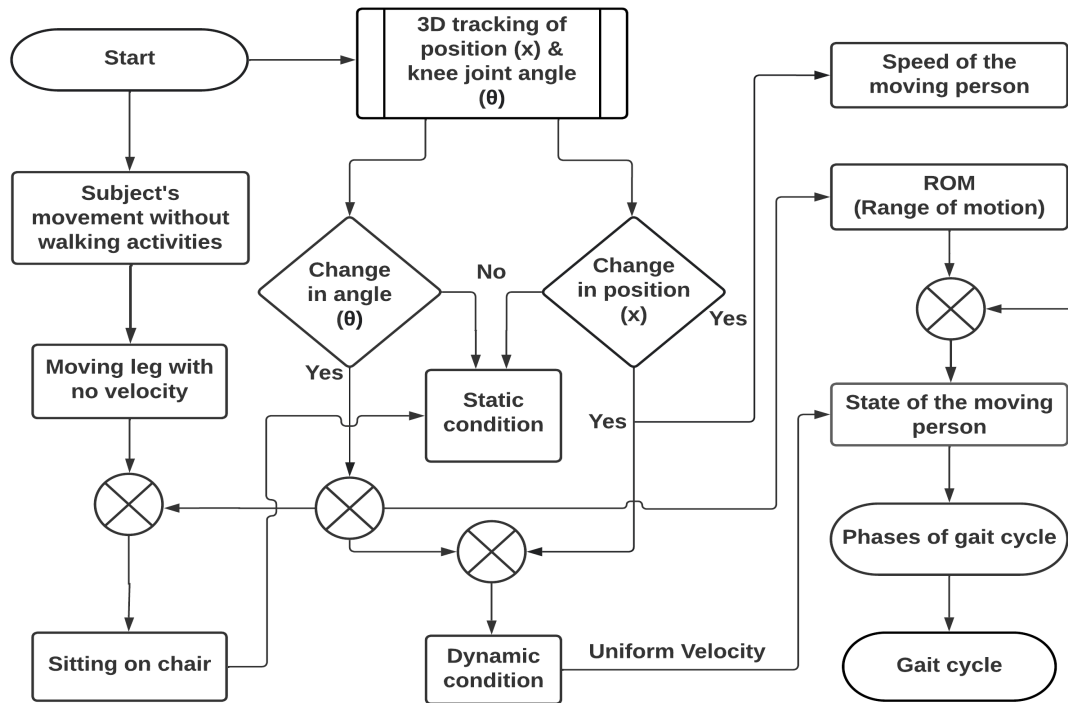 Start
3D tracking of
position (x) &
knee joint angle
(θ)
Speed of the
moving person
Subject's
movement without
walking activities
ROM
(Range of motion)
Change
in angle
(θ)
No
Change
in position
(x)
Yes
Moving leg with
no velocity
Yes
Static
condition
Yes
State of the moving
person
Phases of gait cycle
Sitting on chair
Dynamic
condition
Uniform Velocity
Gait cycle